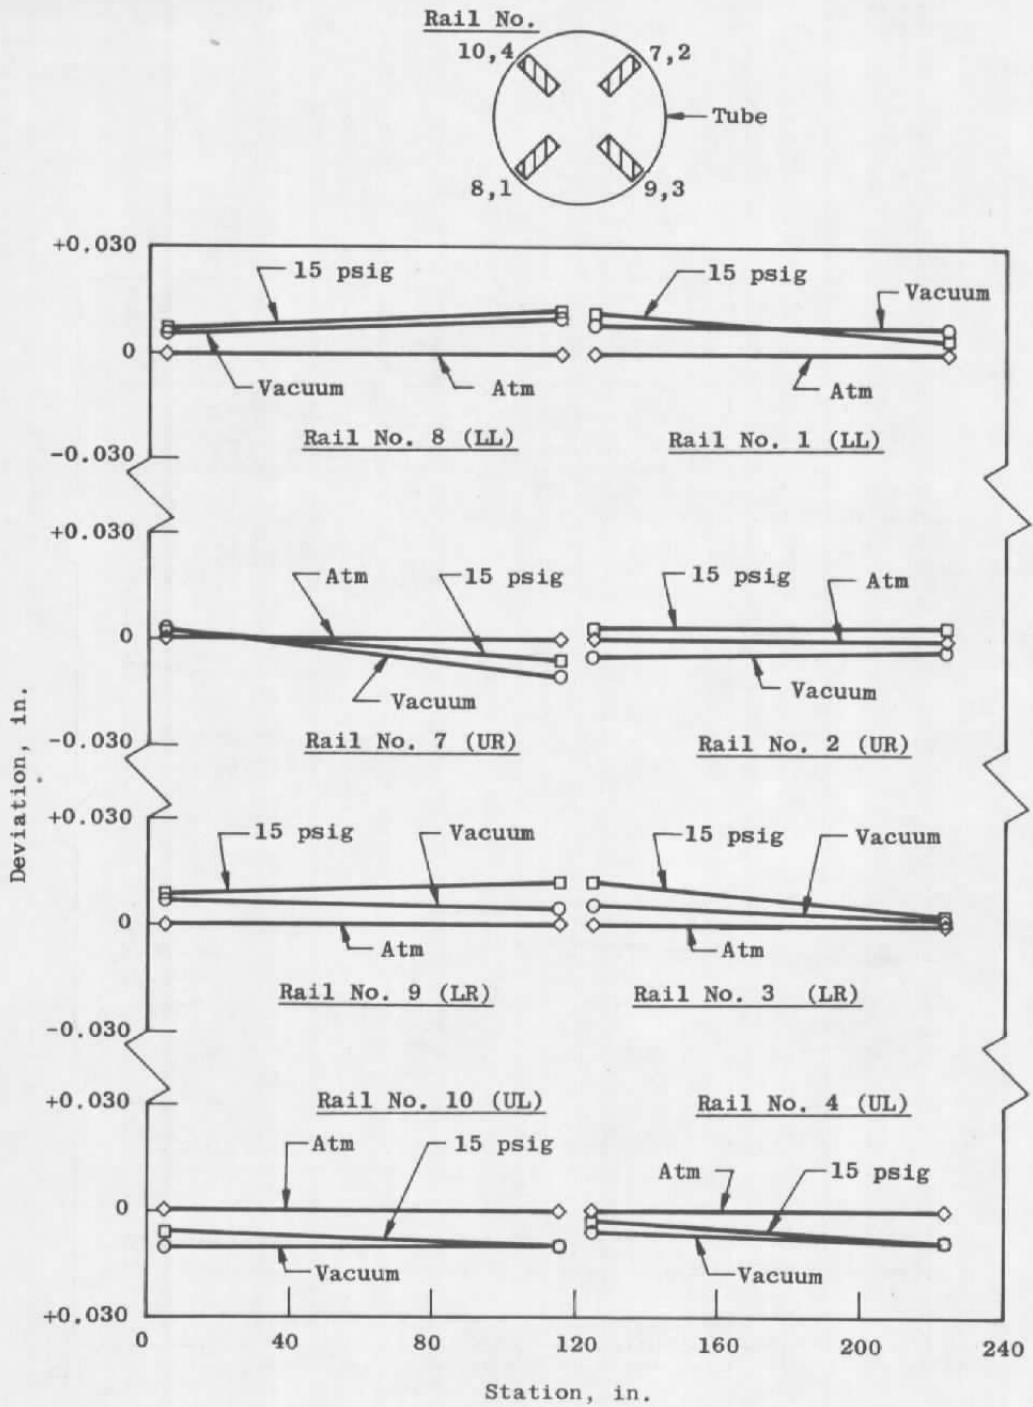 Rail No.
10,4
7,2
Tube
8,1
9,3
+0.030
15 psig
15 psig
Vacuum
0
Vacuum
Atm
Atm
Rail No. 8 (LL)
Rail No. 1 (LL)
-0.030
+0.030
Atm
15 psig
15 psig
Atm
0
Vacuum
Vacuum
Rail No. 7 (UR)
Rail No. 2 (UR)
-0.030
Deviation, in.
+0.030
15 psig
Vacuum
15 psig
Vacuum
0
Atm
Atm
Rail No. 9 (LR)
Rail No. 3 (LR)
-0.030
+0.030
Rail No. 10 (UL)
Rail No. 4 (UL)
Atm
15 psig
Atm
15 psig
0
Vacuum
Vacuum
+0.030
0 40 80 120 160 200 240
Station, in.